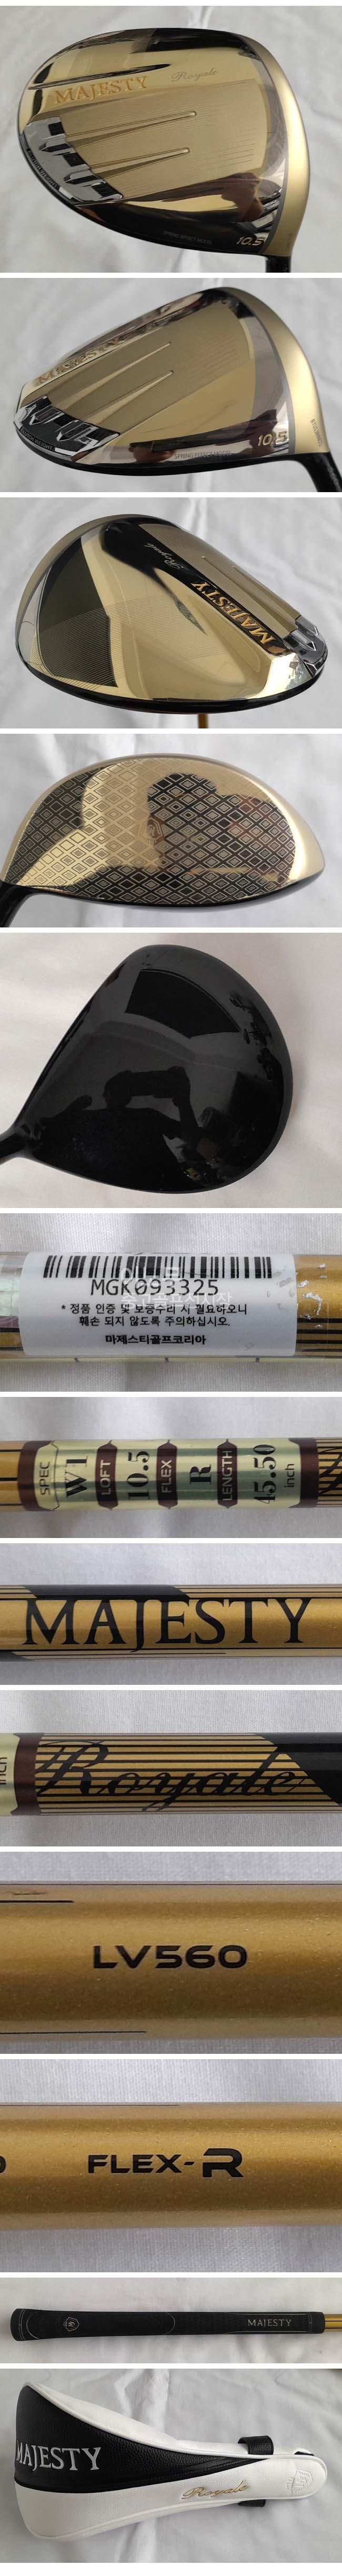 MAJESTY Royale
10.5
MAJESTY
10.5
Royale
MAJESTY
MGK093325
* 정품 인증 및 보증수리시 필요하오니
훼손 되지 않도록 주의하십시오.
마제스티골프코리아
SPEC W1 LOFT 10.5 FLEX R LENGTH 45.50 inch
MAJESTY
inch Royale
LV560
FLEX-R
MAJESTY
MAJESTY
Royale